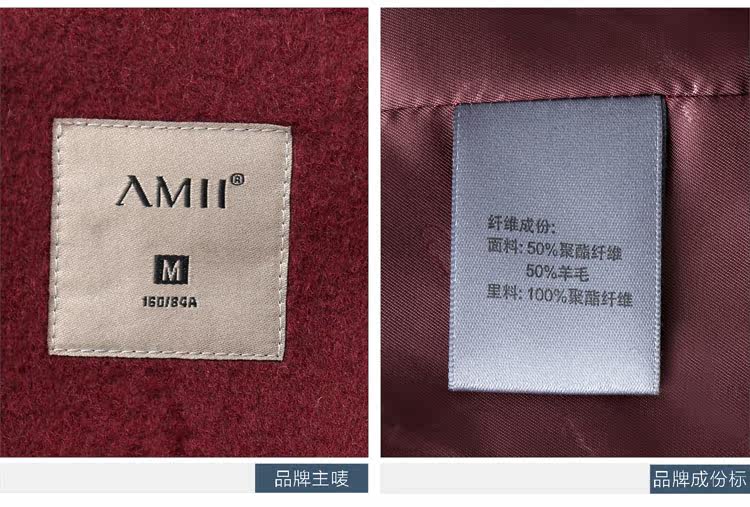 AMII®
M
160/84A
纤维成份:
面料: 50%聚酯纤维
50%羊毛
里料: 100%聚酯纤维
品牌主唛
品牌成份标